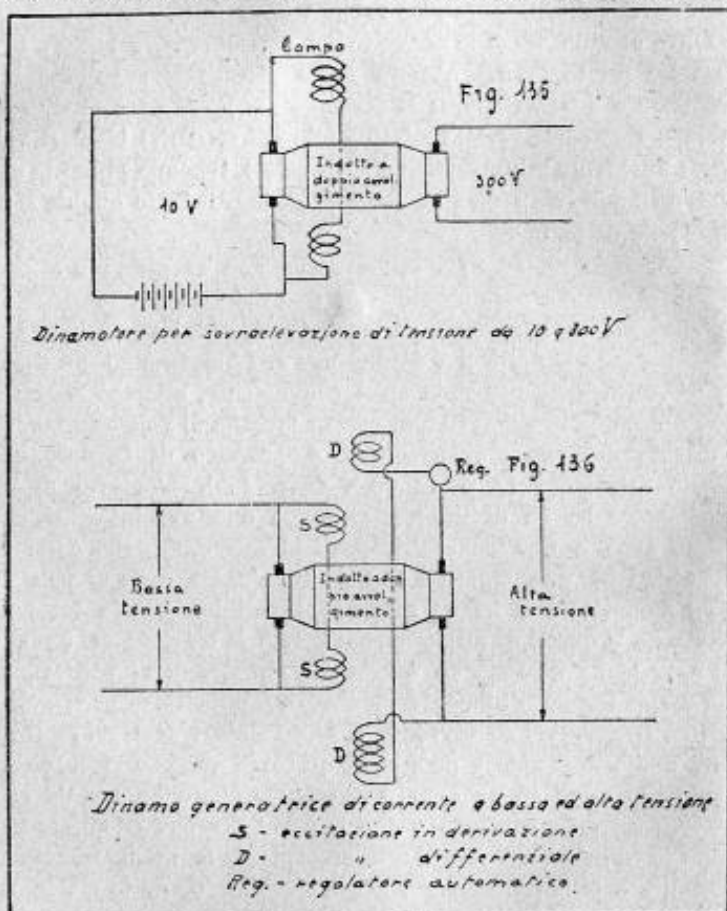 Campo
Fig. 135
Indotto a
doppio avvol-
gimento
10 V
300 V
Dinamotore per sovraelevazione di tensione da 10 a 300 V
D
Reg. Fig. 136
S
Bassa
tensione
Indotto a dop
pio avvol-
gimento
Alta
tensione
S
D
Dinamo generatrice di corrente a bassa ed alta tensione
S - eccitazione in derivazione
D - " differenziale
Reg. - regolatore automatico.